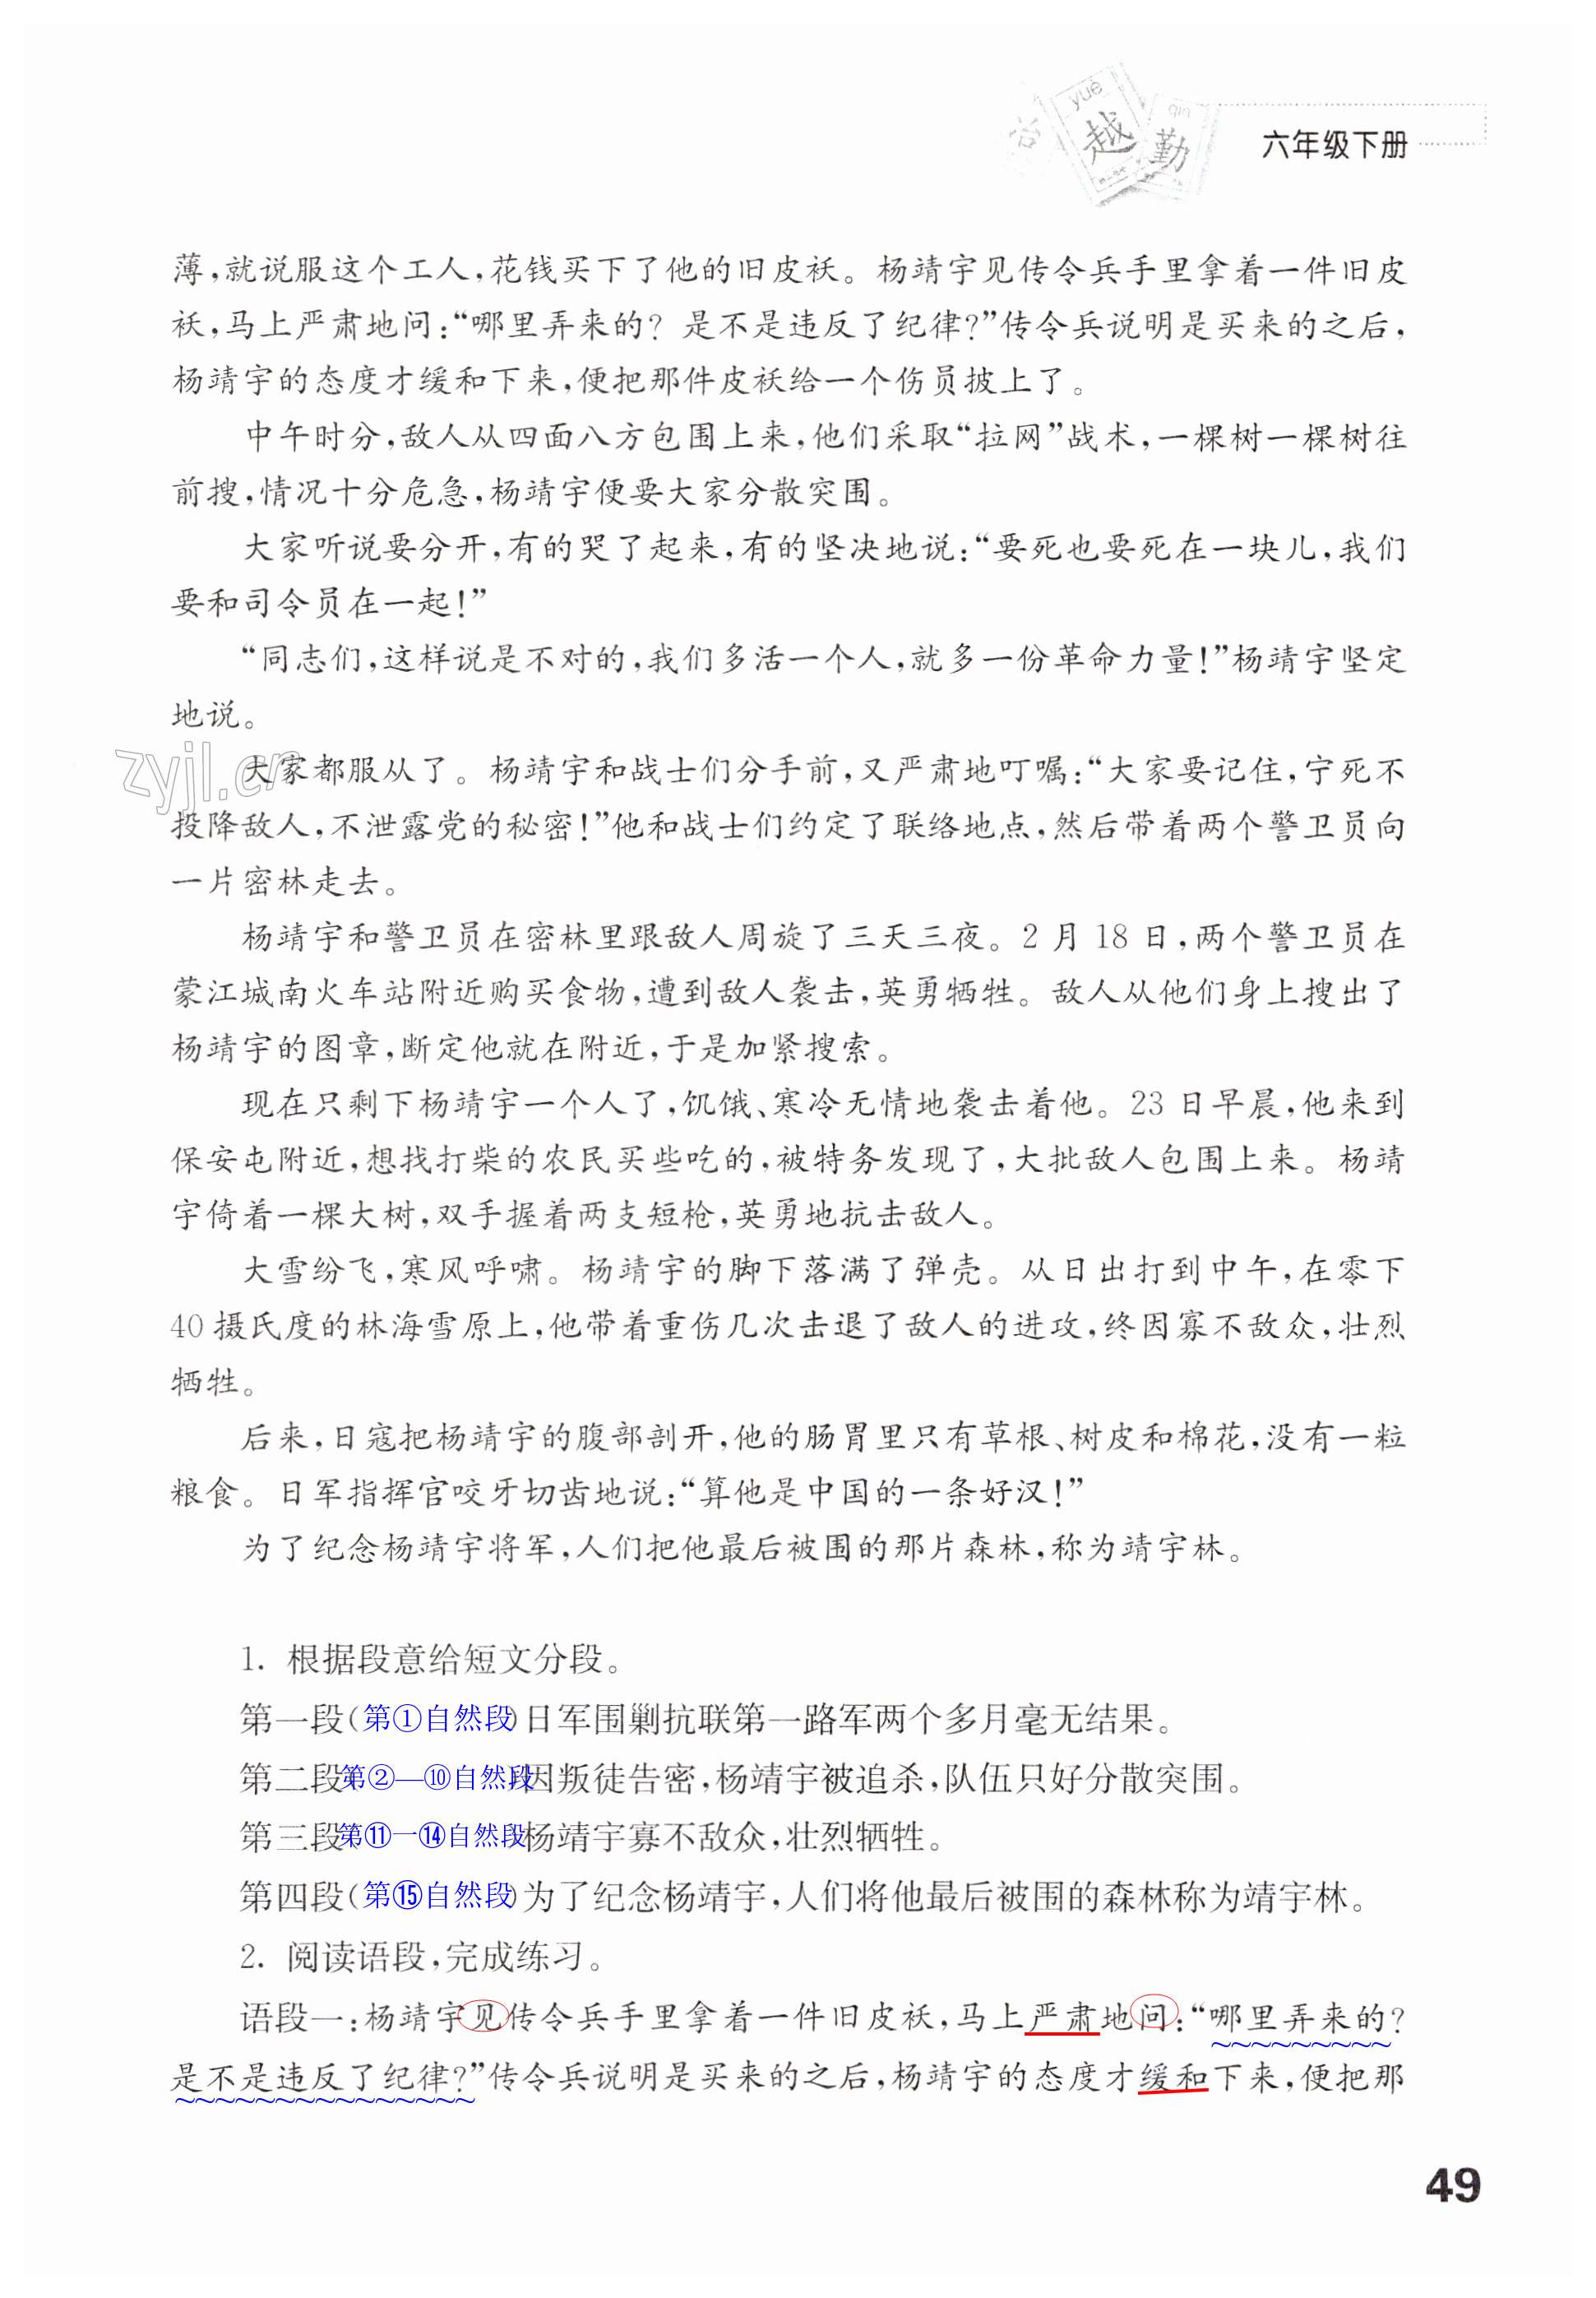 yuè
qín
越
勤
六年级下册
薄,就说服这个工人,花钱买下了他的旧皮袄。杨靖宇见传令兵手里拿着一件旧皮
袄,马上严肃地问:“哪里弄来的? 是不是违反了纪律?”传令兵说明是买来的之后,
杨靖宇的态度才缓和下来,便把那件皮袄给一个伤员披上了。
中午时分,敌人从四面八方包围上来,他们采取“拉网”战术,一棵树一棵树往
前搜,情况十分危急,杨靖宇便要大家分散突围。
大家听说要分开,有的哭了起来,有的坚决地说:“要死也要死在一块儿,我们
要和司令员在一起!”
“同志们,这样说是不对的,我们多活一个人,就多一份革命力量!”杨靖宇坚定
地说。
zyjl.cn
大家都服从了。杨靖宇和战士们分手前,又严肃地叮嘱:“大家要记住,宁死不
投降敌人,不泄露党的秘密!”他和战士们约定了联络地点,然后带着两个警卫员向
一片密林走去。
杨靖宇和警卫员在密林里跟敌人周旋了三天三夜。2 月 18 日,两个警卫员在
蒙江城南火车站附近购买食物,遭到敌人袭击,英勇牺牲。敌人从他们身上搜出了
杨靖宇的图章,断定他就在附近,于是加紧搜索。
现在只剩下杨靖宇一个人了,饥饿、寒冷无情地袭击着他。23 日早晨,他来到
保安屯附近,想找打柴的农民买些吃的,被特务发现了,大批敌人包围上来。杨靖
宇倚着一棵大树,双手握着两支短枪,英勇地抗击敌人。
大雪纷飞,寒风呼啸。杨靖宇的脚下落满了弹壳。从日出打到中午,在零下
40 摄氏度的林海雪原上,他带着重伤几次击退了敌人的进攻,终因寡不敌众,壮烈
牺牲。
后来,日寇把杨靖宇的腹部剖开,他的肠胃里只有草根、树皮和棉花,没有一粒
粮食。日军指挥官咬牙切齿地说:“算他是中国的一条好汉!”
为了纪念杨靖宇将军,人们把他最后被围的那片森林,称为靖宇林。
1. 根据段意给短文分段。
第一段(第①自然段)日军围剿抗联第一路军两个多月毫无结果。
第二段第②—⑩自然段因叛徒告密,杨靖宇被追杀,队伍只好分散突围。
第三段第⑪一⑭自然段杨靖宇寡不敌众,壮烈牺牲。
第四段(第⑮自然段)为了纪念杨靖宇,人们将他最后被围的森林称为靖宇林。
2. 阅读语段,完成练习。
语段一:杨靖宇见传令兵手里拿着一件旧皮袄,马上严肃地问:“哪里弄来的?
是不是违反了纪律?”传令兵说明是买来的之后,杨靖宇的态度才缓和下来,便把那
49